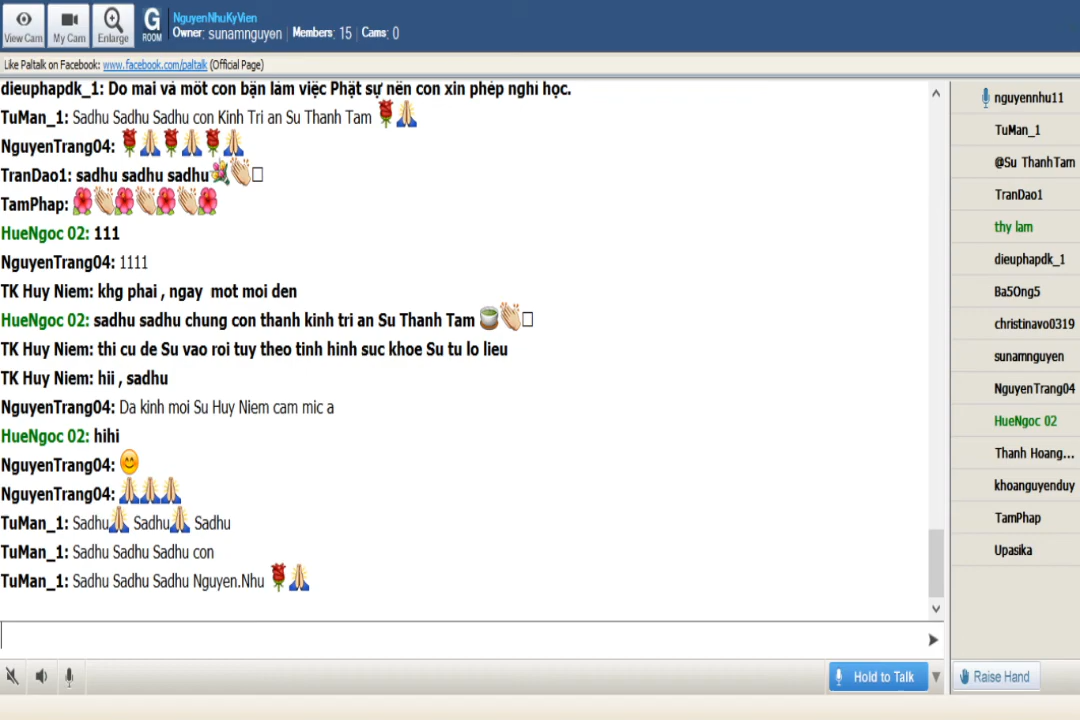 View Cam
My Cam
Enlarge
G
ROOM
NguyenNhuKyVien
Owner: sunamnguyen | Members: 15 | Cams: 0
Like Paltalk on Facebook: www.facebook.com/paltalk (Official Page)
dieuphapdk_1: Do mai và một con bận làm việc Phật sự nên con xin phép nghỉ học.
TuMan_1: Sadhu Sadhu Sadhu con Kinh Tri an Su Thanh Tam 🌹🙏
NguyenTrang04: 🌹🙏🌹🙏🌹🙏
TranDao1: sadhu sadhu sadhu💐👏
TamPhap: 🌺👏🌺👏🌺👏🌺
HueNgoc 02: 111
NguyenTrang04: 1111
TK Huy Niem: khg phai , ngay mot moi den
HueNgoc 02: sadhu sadhu chung con thanh kinh tri an Su Thanh Tam 🍵👏
TK Huy Niem: thi cu de Su vao roi tuy theo tinh hinh suc khoe Su tu lo lieu
TK Huy Niem: hii , sadhu
NguyenTrang04: Da kinh moi Su Huy Niem cam mic a
HueNgoc 02: hihi
NguyenTrang04: 😊
NguyenTrang04: 🙏🙏🙏
TuMan_1: Sadhu🙏 Sadhu🙏 Sadhu
TuMan_1: Sadhu Sadhu Sadhu con
TuMan_1: Sadhu Sadhu Sadhu Nguyen.Nhu 🌹🙏
Hold to Talk
nguyennhu11
TuMan_1
@Su ThanhTam
TranDao1
thy lam
dieuphapdk_1
Ba5Ong5
christinavo0319
sunamnguyen
NguyenTrang04
HueNgoc 02
Thanh Hoang...
khoanguyenduy
TamPhap
Upasika
Raise Hand